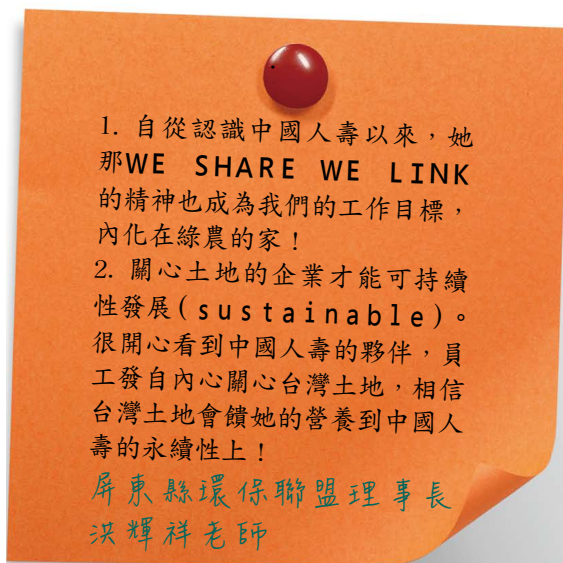 1. 自從認識中國人壽以來，她
那WE SHARE WE LINK
的精神也成為我們的工作目標，
內化在綠農的家！
2. 關心土地的企業才能可持續
性發展(sustainable)。
很開心看到中國人壽的夥伴，員
工發自內心關心台灣土地，相信
台灣土地會饋她的營養到中國人
壽的永續性上！
屏東縣環保聯盟理事長
洪輝祥老師